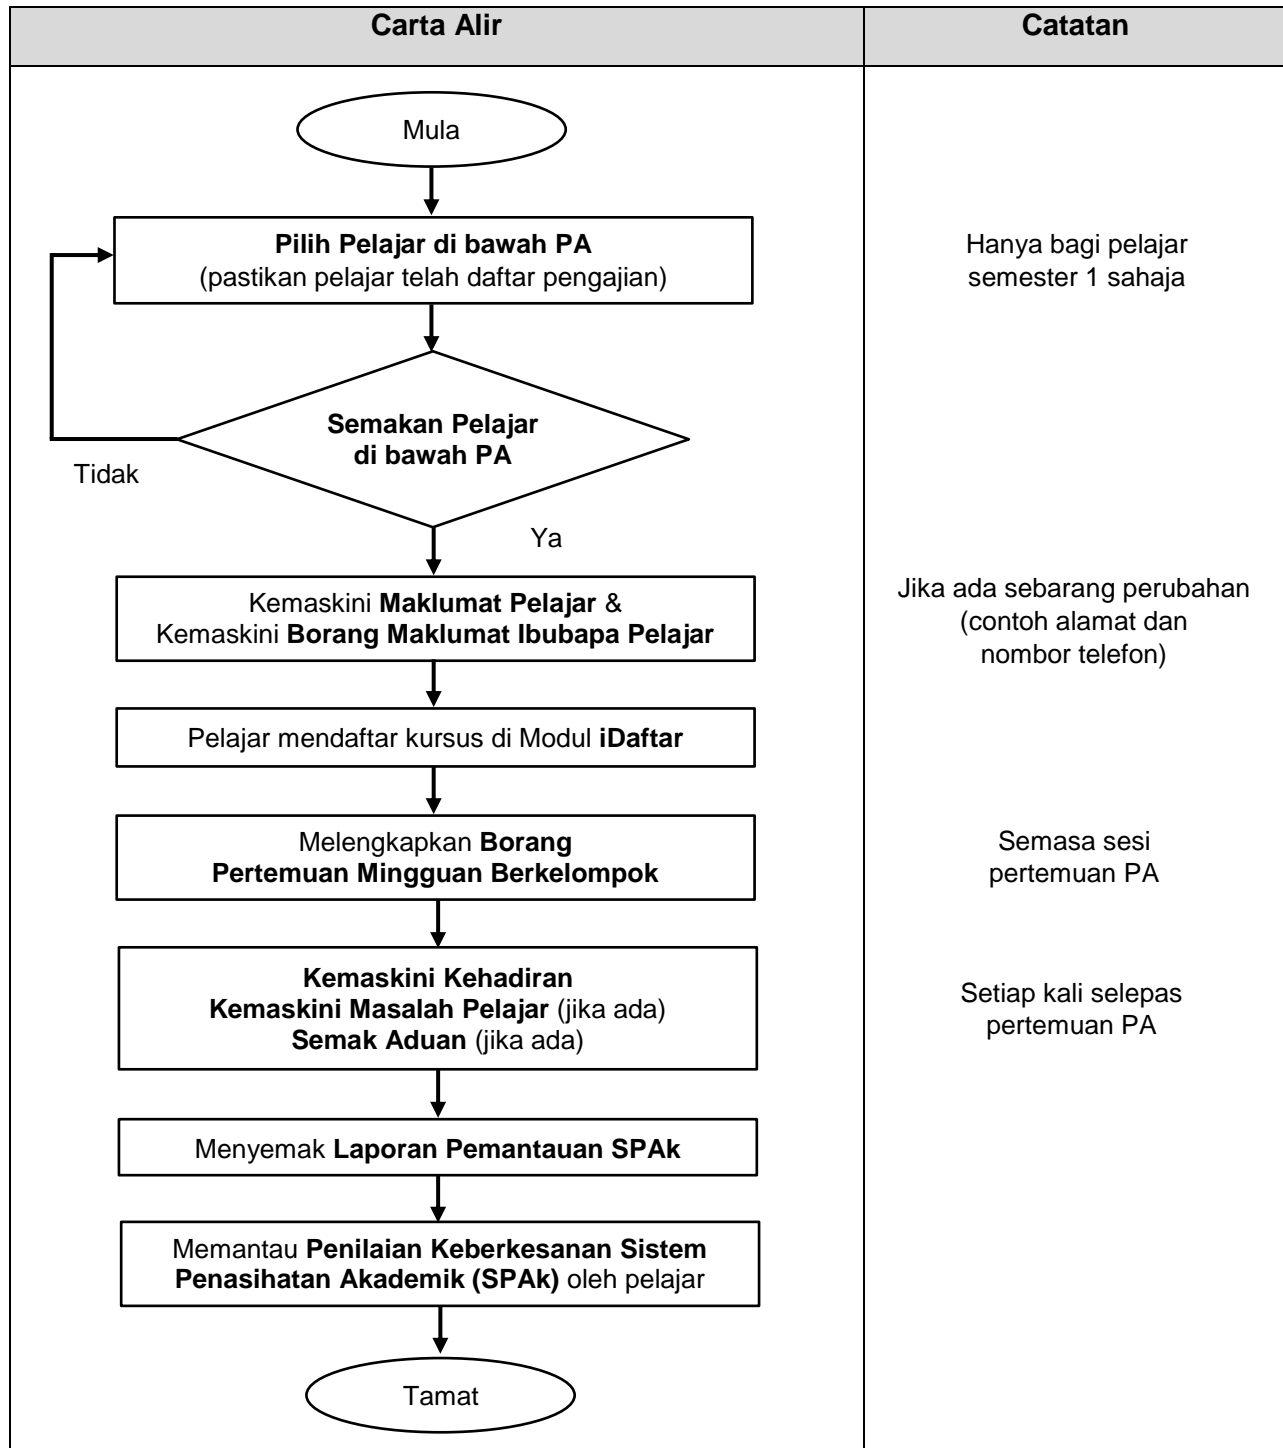 Carta Alir
Catatan
Mula
Pilih Pelajar di bawah PA
(pastikan pelajar telah daftar pengajian)
Hanya bagi pelajar
semester 1 sahaja
Semakan Pelajar
di bawah PA
Tidak
Ya
Kemaskini Maklumat Pelajar &
Kemaskini Borang Maklumat Ibubapa Pelajar
Jika ada sebarang perubahan
(contoh alamat dan
nombor telefon)
Pelajar mendaftar kursus di Modul iDaftar
Melengkapkan Borang
Pertemuan Mingguan Berkelompok
Semasa sesi
pertemuan PA
Kemaskini Kehadiran
Kemaskini Masalah Pelajar (jika ada)
Semak Aduan (jika ada)
Setiap kali selepas
pertemuan PA
Menyemak Laporan Pemantauan SPAk
Memantau Penilaian Keberkesanan Sistem
Penasihatan Akademik (SPAk) oleh pelajar
Tamat